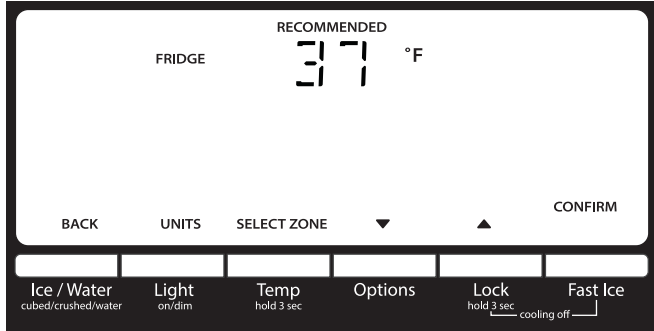 RECOMMENDED
FRIDGE 37 °F
CONFIRM
BACK UNITS SELECT ZONE ▼ ▲
Ice / Water Light Temp Options Lock Fast Ice
cubed/crushed/water on/dim hold 3 sec hold 3 sec
cooling off